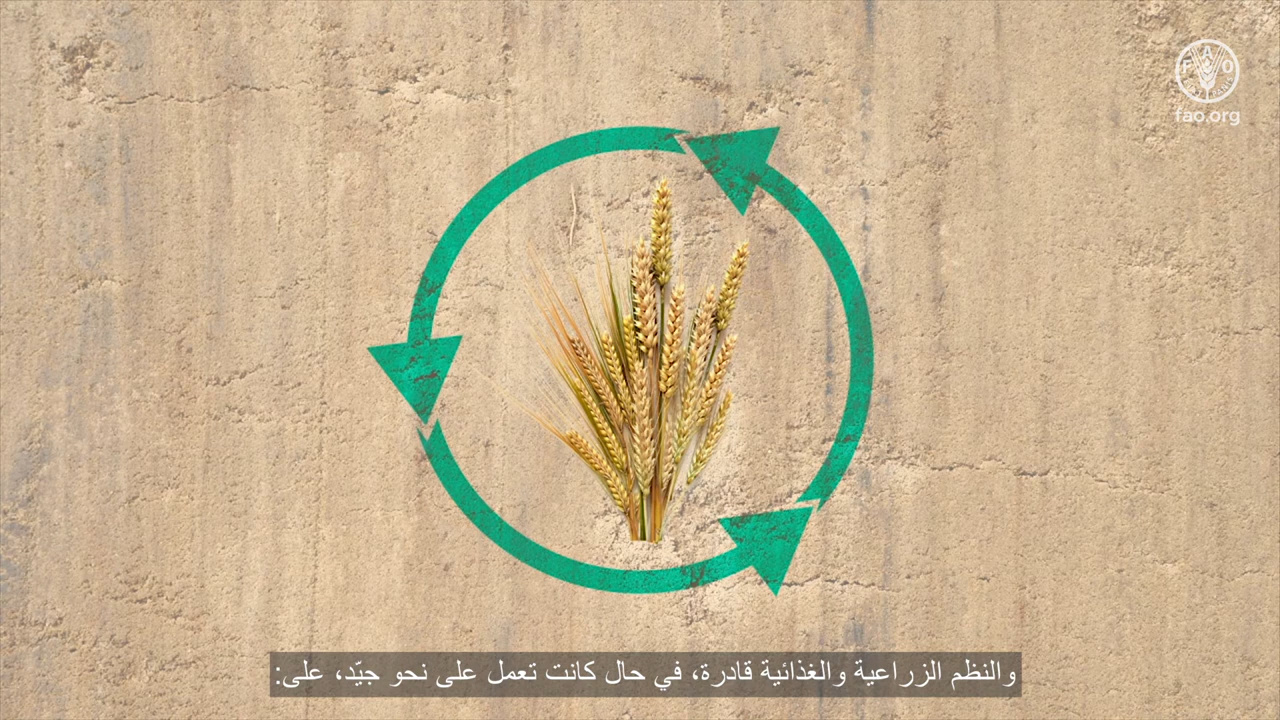 F A O
fao.org
والنظم الزراعية والغذائية قادرة، في حال كانت تعمل على نحو جيّد، على: